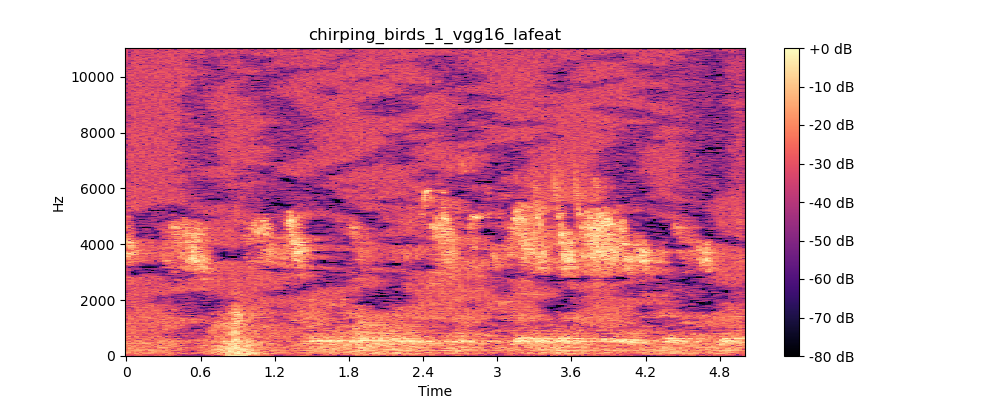 chirping_birds_1_vgg16_lafeat
Hz
10000
8000
6000
4000
2000
0
0 0.6 1.2 1.8 2.4 3 3.6 4.2 4.8
Time
+0 dB
-10 dB
-20 dB
-30 dB
-40 dB
-50 dB
-60 dB
-70 dB
-80 dB